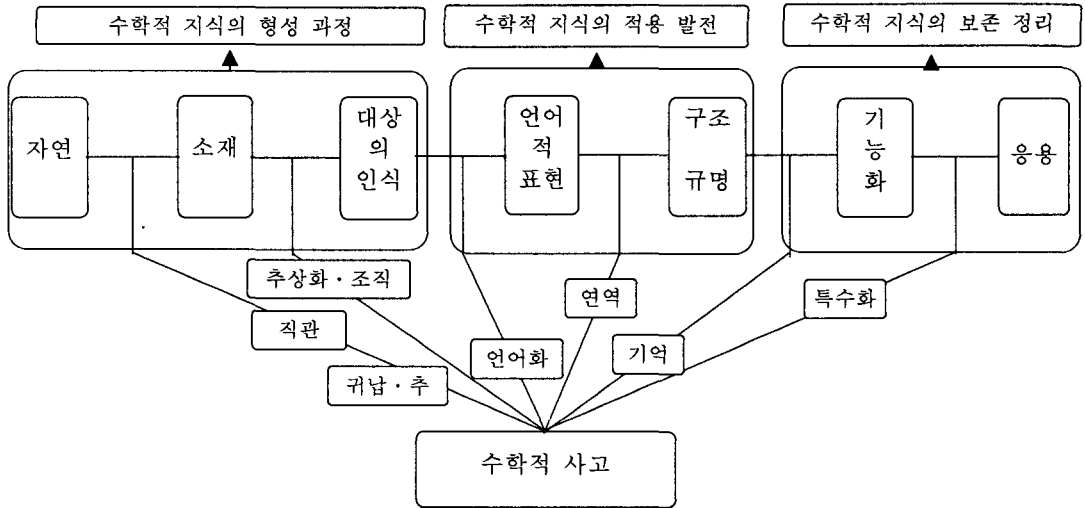 수학적 지식의 형성 과정
수학적 지식의 적용 발전
수학적 지식의 보존 정리
자연
소재
대상
의
인식
언어
적
표현
구조
규명
기
능
화
응용
추상화·조직
연역
특수화
직관
언어화
기억
귀납·추
수학적 사고